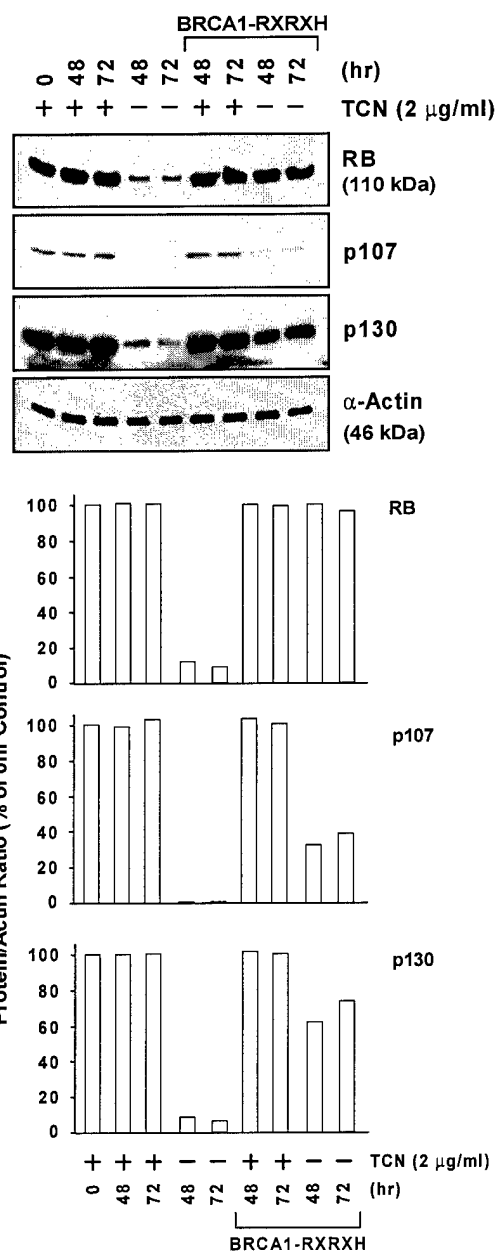 BRCA1-RXRXH
0 48 72 48 72 48 72 48 72 (hr)
+ + + − − + + − − TCN (2 µg/ml)
RB
(110 kDa)
p107
p130
α-Actin
(46 kDa)
RB
100
80
60
40
20
0
p107
100
80
60
40
20
0
Protein/Actin Ratio (% of 0hr Control)
p130
100
80
60
40
20
0
+ + + − − + + − − TCN (2 µg/ml)
0 48 72 48 72 48 72 48 72 (hr)
BRCA1-RXRXH